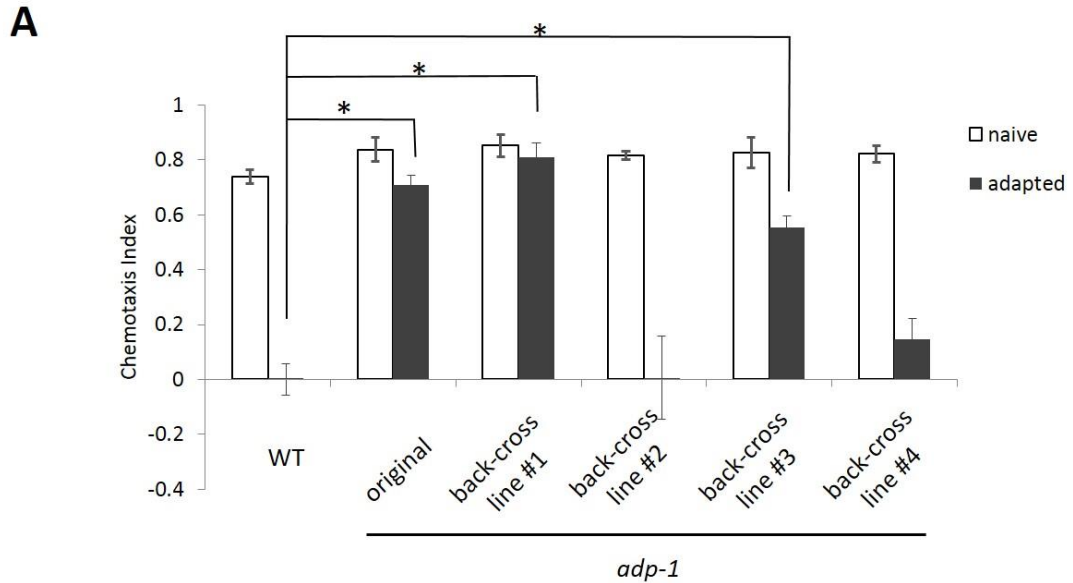 A
*
*
*
1
0.8
0.6
0.4
0.2
0
-0.2
-0.4
Chemotaxis Index
naive
adapted
WT
original
back-cross
line #1
back-cross
line #2
back-cross
line #3
back-cross
line #4
adp-1